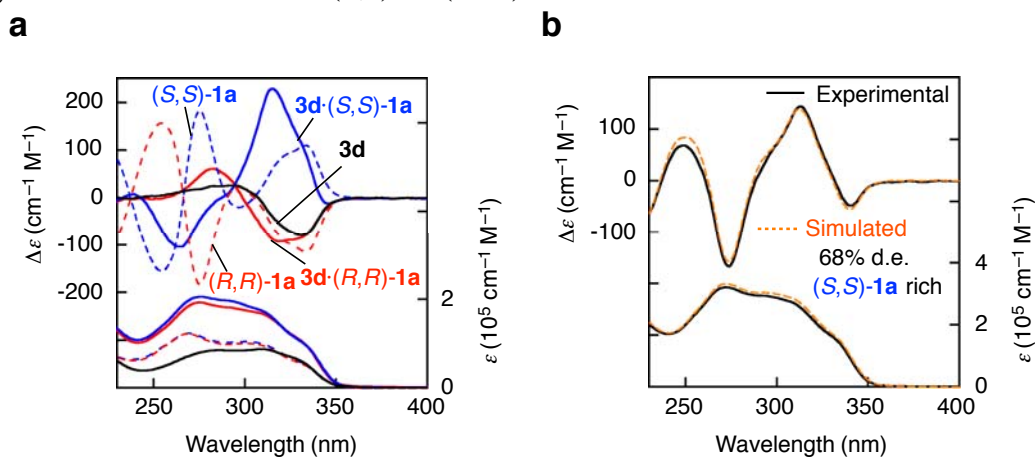 a
(S,S)-1a
3d·(S,S)-1a
3d
(R,R)-1a
3d·(R,R)-1a
200
100
0
-100
-200
Δε (cm⁻¹ M⁻¹)
2
0
ε (10⁵ cm⁻¹ M⁻¹)
250 300 350 400
Wavelength (nm)
b
Experimental
Simulated
68% d.e.
(S,S)-1a rich
100
0
-100
Δε (cm⁻¹ M⁻¹)
4
2
0
ε (10⁵ cm⁻¹ M⁻¹)
250 300 350 400
Wavelength (nm)